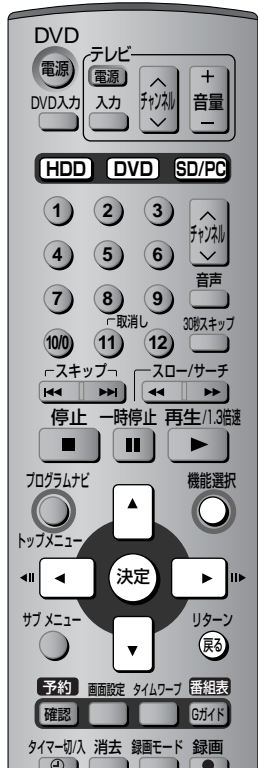 DVD
テレビ
電源 電源 ＋
DVD入力 入力 チャンネル 音量
−
HDD DVD SD/PC
1 2 3
チャンネル
4 5 6
音声
7 8 9
取消し 30秒スキップ
10/0 11 12
スキップ スロー/サーチ
停止 一時停止 再生/1.3倍速
プログラムナビ 機能選択
トップメニュー
決定
サブ メニュー リターン
戻る
予約 画面設定 タイムワープ 番組表
確認 Gガイド
タイマー切/入 消去 録画モード 録画